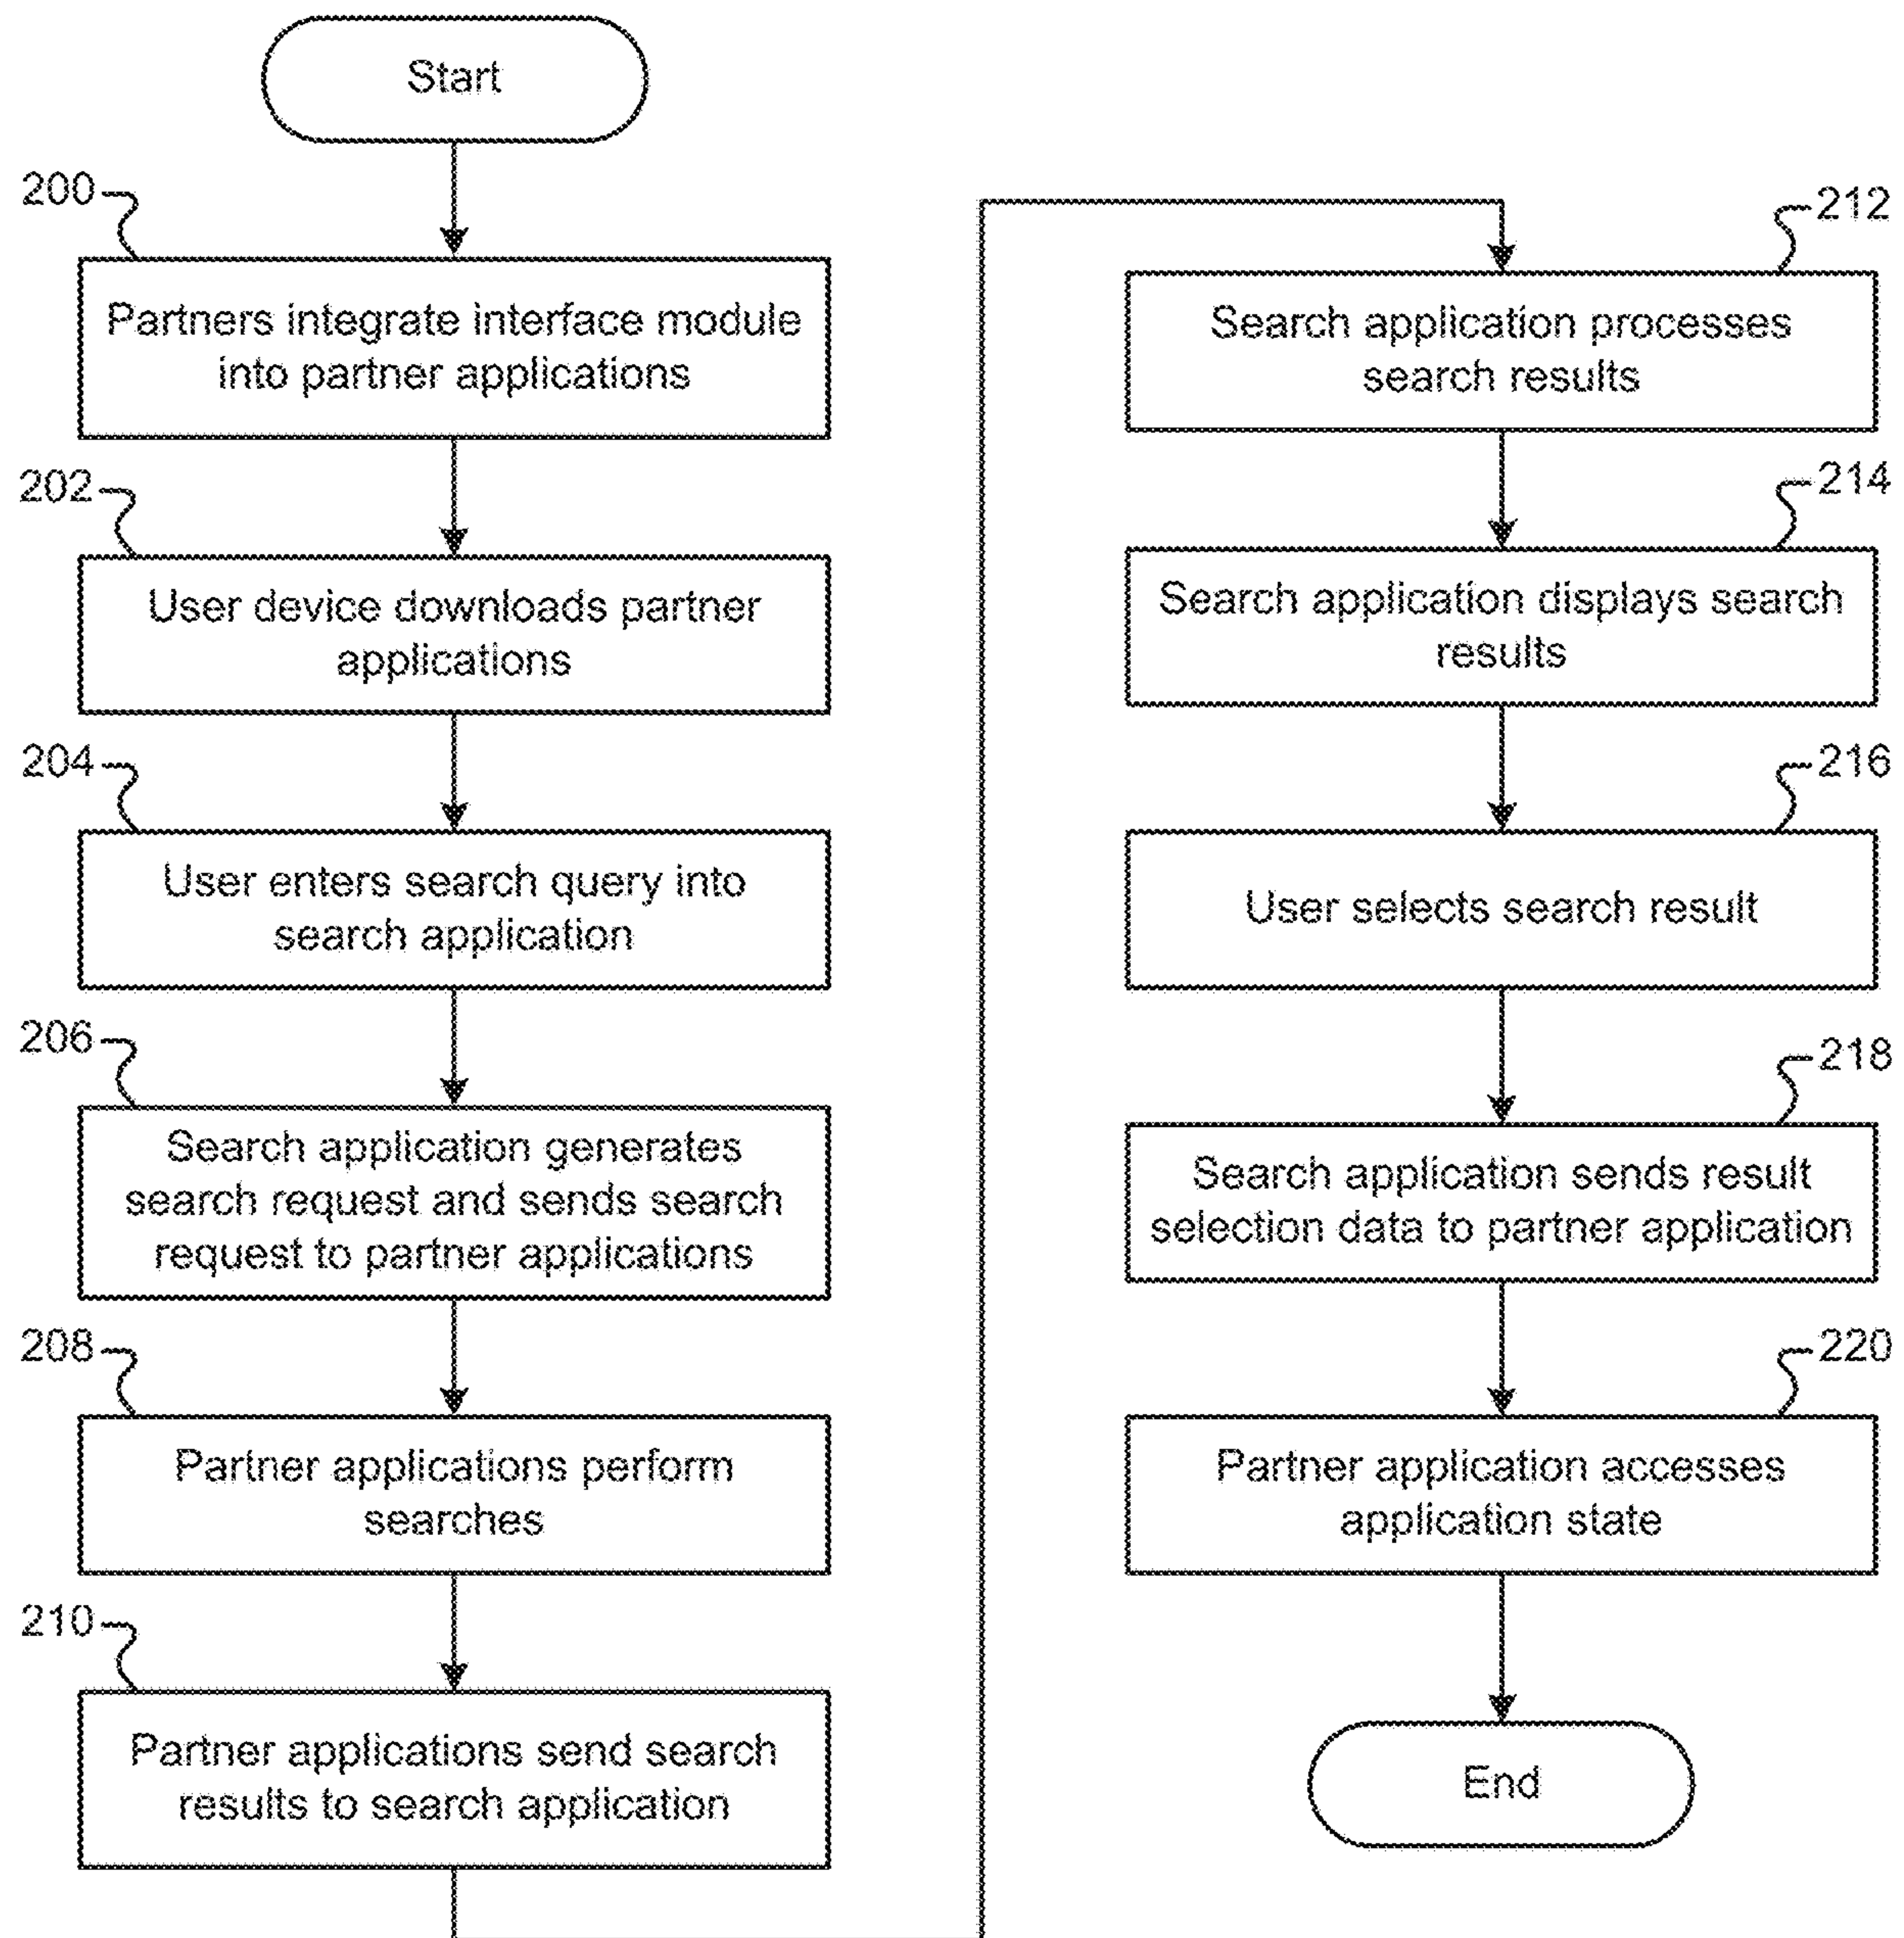 Start
200
Partners integrate interface module
into partner applications
202
User device downloads partner
applications
204
User enters search query into
search application
206
Search application generates
search request and sends search
request to partner applications
208
Partner applications perform
searches
210
Partner applications send search
results to search application
212
Search application processes
search results
214
Search application displays search
results
216
User selects search result
218
Search application sends result
selection data to partner application
220
Partner application accesses
application state
End